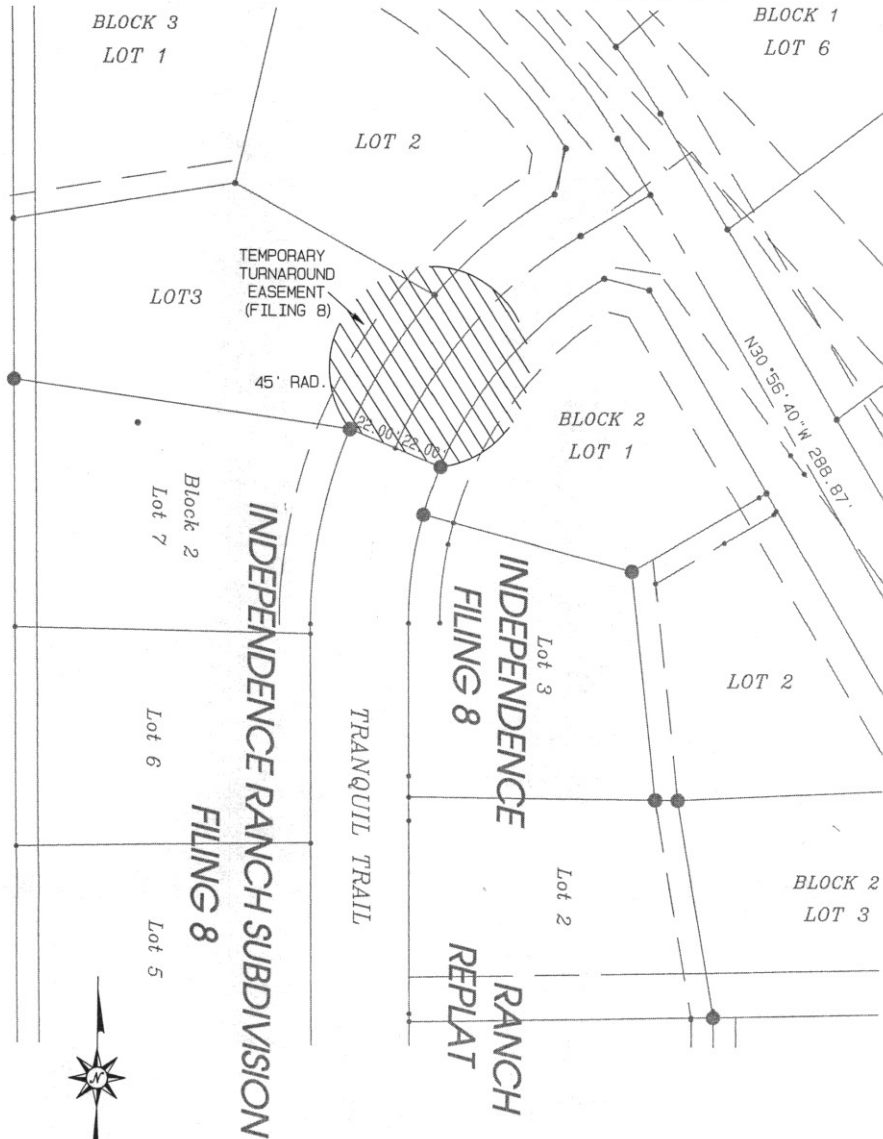 BLOCK 3
LOT 1
BLOCK 1
LOT 6
LOT 2
TEMPORARY
TURNAROUND
EASEMENT
(FILING 8)
LOT3
45' RAD.
22.00'
22.00'
N30°56'40"W 288.87'
BLOCK 2
LOT 1
Block 2
Lot 7
INDEPENDENCE RANCH SUBDIVISION
FILING 8
INDEPENDENCE RANCH
FILING 8 REPLAT
Lot 3
LOT 2
Lot 6
TRANQUIL TRAIL
Lot 2
BLOCK 2
LOT 3
Lot 5
N